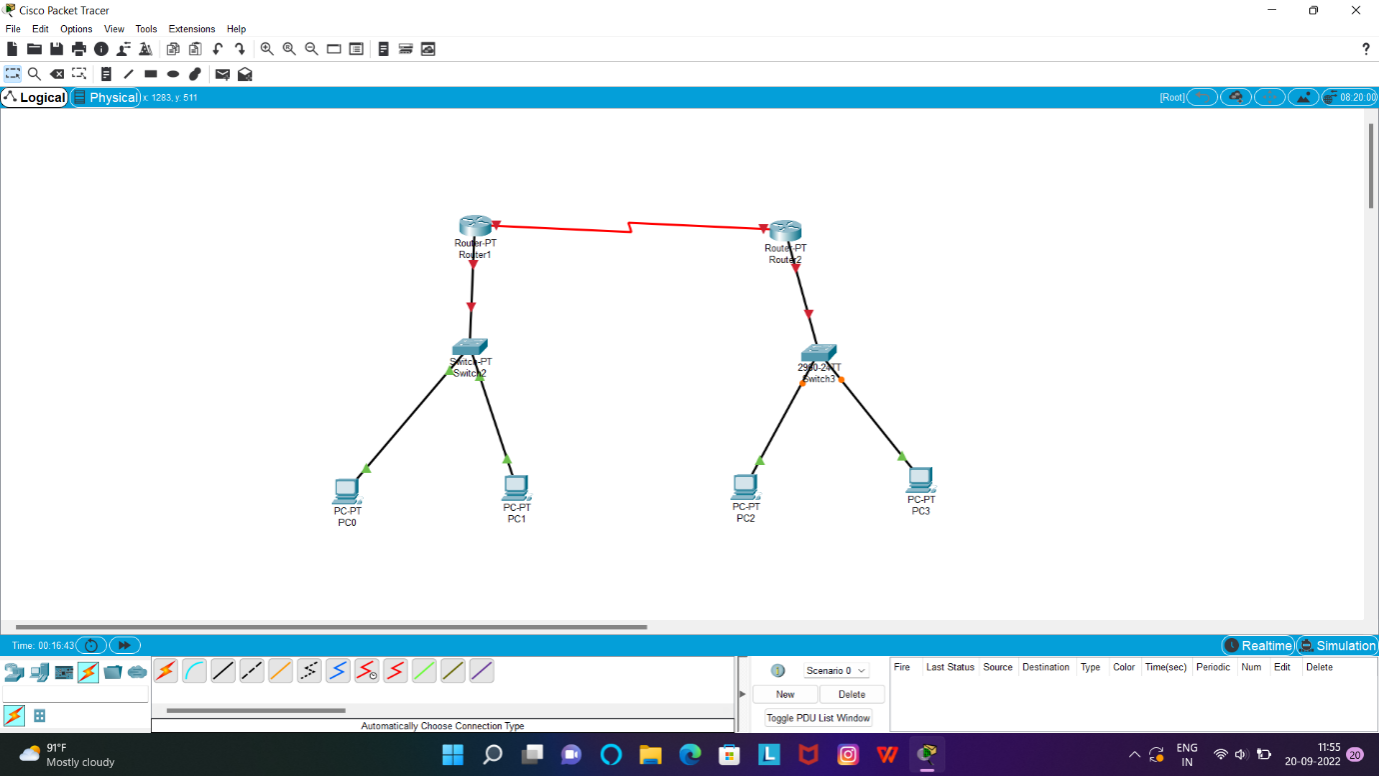 Cisco Packet Tracer
File Edit Options View Tools Extensions Help
?
Logical Physical x: 1283, y: 511 [Root] 08:20:00
Router-PT
Router1
Router-PT
Router2
Switch-PT
Switch2
2960-24TT
Switch3
PC-PT
PC0
PC-PT
PC1
PC-PT
PC2
PC-PT
PC3
Time: 00:16:43 Realtime Simulation
Scenario 0
New Delete
Toggle PDU List Window
Fire Last Status Source Destination Type Color Time(sec) Periodic Num Edit Delete
Automatically Choose Connection Type
91°F
Mostly cloudy
L
W
ENG
IN
11:55
20-09-2022
20